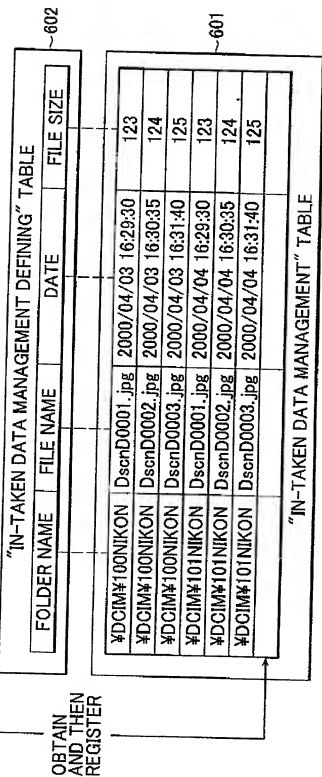 "IN-TAKEN DATA MANAGEMENT DEFINING" TABLE
~602
FOLDER NAME FILE NAME DATE FILE SIZE
¥DCIM¥100NIKON DscnD0001.jpg 2000/04/03 16:29:30 123
¥DCIM¥100NIKON DscnD0002.jpg 2000/04/03 16:30:35 124
¥DCIM¥100NIKON DscnD0003.jpg 2000/04/03 16:31:40 125
¥DCIM¥101NIKON DscnD0001.jpg 2000/04/04 16:29:30 123
¥DCIM¥101NIKON DscnD0002.jpg 2000/04/04 16:30:35 124
¥DCIM¥101NIKON DscnD0003.jpg 2000/04/04 16:31:40 125
~601
"IN-TAKEN DATA MANAGEMENT" TABLE
OBTAIN
AND THEN
REGISTER